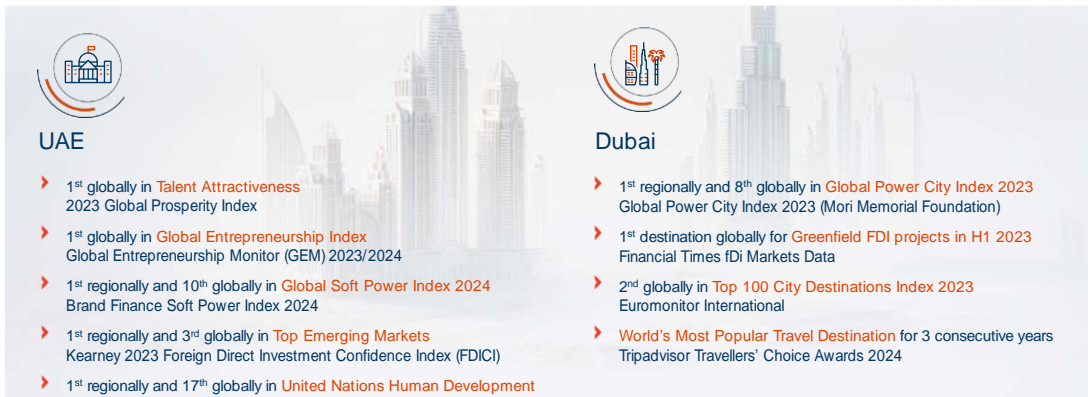 UAE
1st globally in Talent Attractiveness
2023 Global Prosperity Index
1st globally in Global Entrepreneurship Index
Global Entrepreneurship Monitor (GEM) 2023/2024
1st regionally and 10th globally in Global Soft Power Index 2024
Brand Finance Soft Power Index 2024
1st regionally and 3rd globally in Top Emerging Markets
Kearney 2023 Foreign Direct Investment Confidence Index (FDICI)
1st regionally and 17th globally in United Nations Human Development
Dubai
1st regionally and 8th globally in Global Power City Index 2023
Global Power City Index 2023 (Mori Memorial Foundation)
1st destination globally for Greenfield FDI projects in H1 2023
Financial Times fDi Markets Data
2nd globally in Top 100 City Destinations Index 2023
Euromonitor International
World's Most Popular Travel Destination for 3 consecutive years
Tripadvisor Travellers' Choice Awards 2024